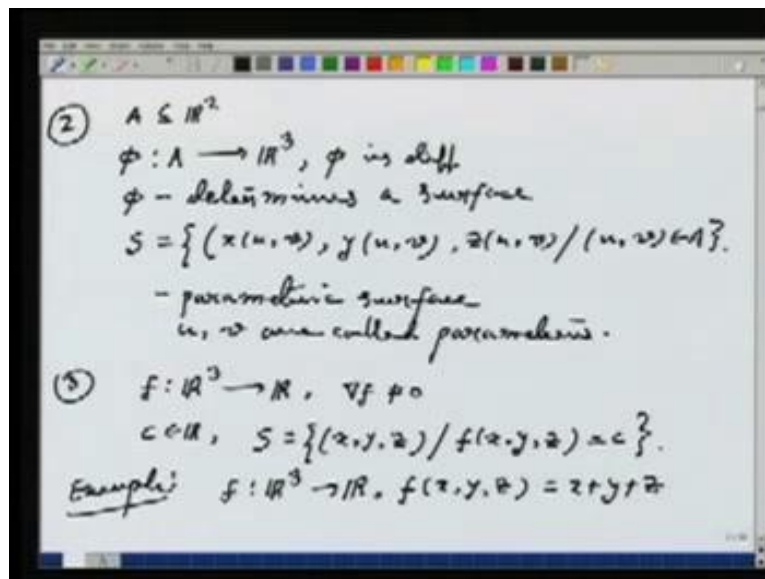 ② A ⊆ ℝ²
φ : A → ℝ³, φ is diff
φ - determines a surface
S = { (x(u,v), y(u,v), z(u,v) / (u,v) ∈ A }.
- parametric surface
u, v are called parameters.
③ f : ℝ³ → ℝ, ∇f ≠ 0
c ∈ ℝ, S = {(x,y,z) / f(x,y,z) = c }.
Example: f : ℝ³ → ℝ, f(x,y,z) = x+y+z